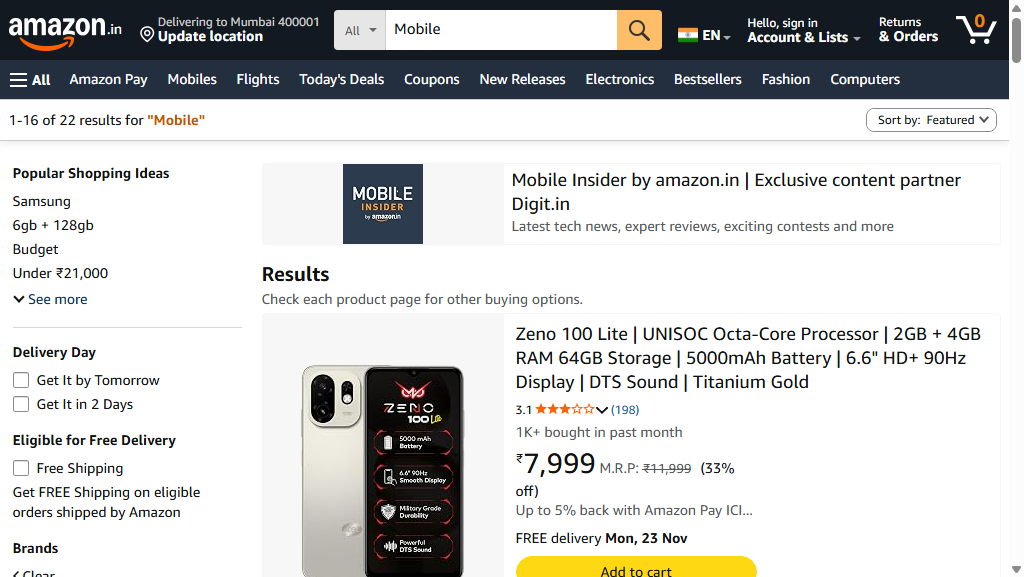 amazon.in
Delivering to Mumbai 400001
Update location
All
Mobile
EN
Hello, sign in
Account & Lists
Returns
& Orders
0
All
Amazon Pay
Mobiles
Flights
Today's Deals
Coupons
New Releases
Electronics
Bestsellers
Fashion
Computers
1-16 of 22 results for "Mobile"
Sort by: Featured
Popular Shopping Ideas
Samsung
6gb + 128gb
Budget
Under ₹21,000
See more
Delivery Day
Get It by Tomorrow
Get It in 2 Days
Eligible for Free Delivery
Free Shipping
Get FREE Shipping on eligible
orders shipped by Amazon
Brands
Clear
MOBILE
INSIDER
by amazon.in
Mobile Insider by amazon.in | Exclusive content partner
Digit.in
Latest tech news, expert reviews, exciting contests and more
Results
Check each product page for other buying options.
ZENO
100 Lite
5000 mAh
Battery
6.6" 90Hz
Smooth Display
Military Grade
Durability
Powerful
DTS Sound
Zeno 100 Lite | UNISOC Octa-Core Processor | 2GB + 4GB
RAM 64GB Storage | 5000mAh Battery | 6.6" HD+ 90Hz
Display | DTS Sound | Titanium Gold
3.1 (198)
1K+ bought in past month
₹7,999 M.R.P: ₹11,999 (33%
off)
Up to 5% back with Amazon Pay ICI...
FREE delivery Mon, 23 Nov
Add to cart